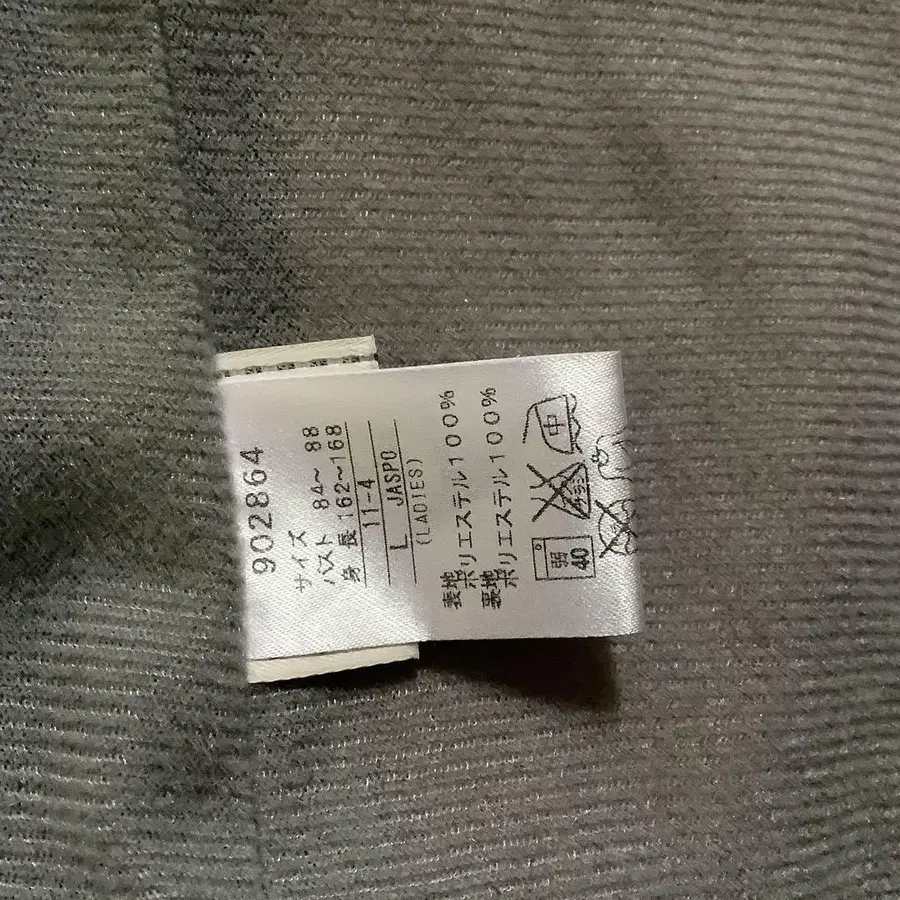 902864
サイズ
バスト 84～ 88
身 長 162～168
11-4
L JASPO
(LADIES)
表地
ポリエステル100%
裏地
ポリエステル100%
弱
40
中